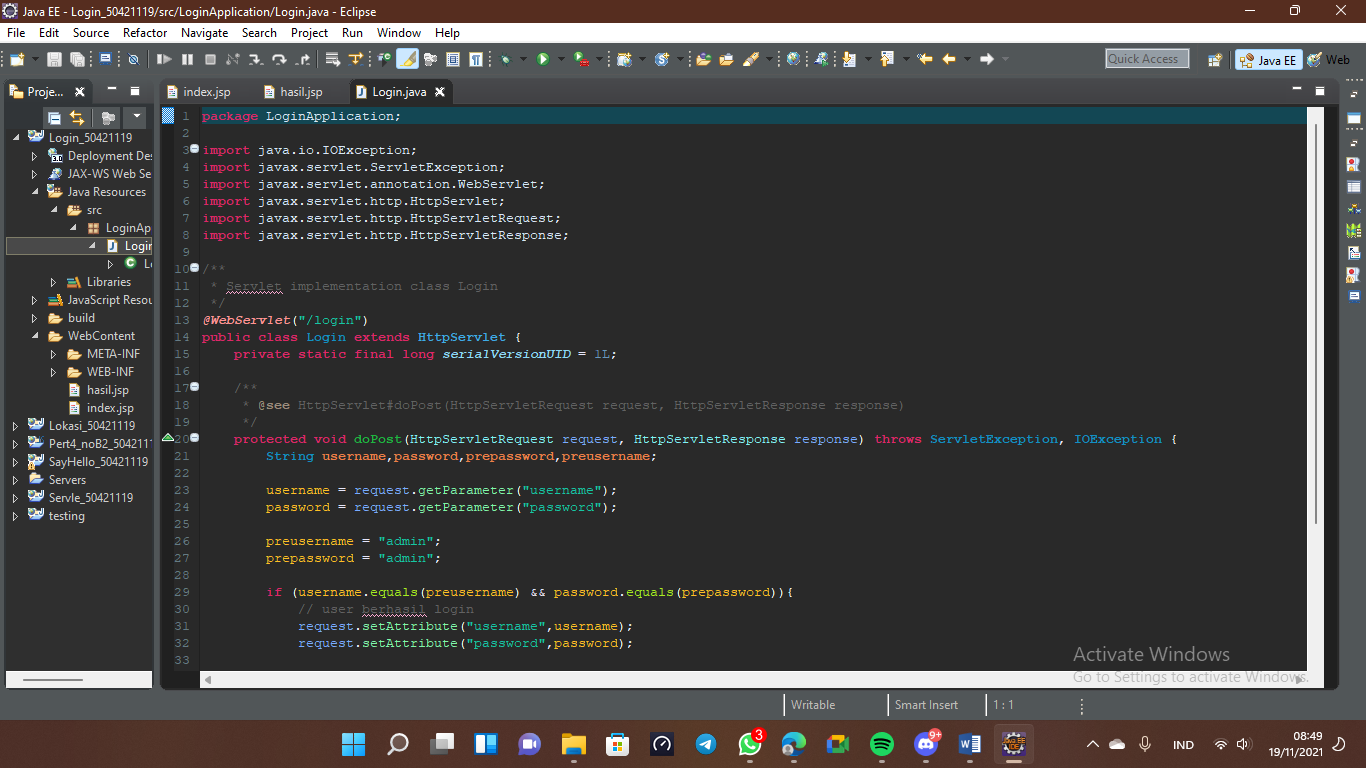 Java EE - Login_50421119/src/LoginApplication/Login.java - Eclipse
File Edit Source Refactor Navigate Search Project Run Window Help
Quick Access Java EE Web
Proje...
index.jsp hasil.jsp Login.java
Login_50421119
Deployment De
JAX-WS Web Se
Java Resources
src
LoginAp
Login
Libraries
JavaScript Resou
build
WebContent
META-INF
WEB-INF
hasil.jsp
index.jsp
Lokasi_50421119
Pert4_noB2_5042111
SayHello_50421119
Servers
Servle_50421119
testing
1 package LoginApplication;
2
3 import java.io.IOException;
4 import javax.servlet.ServletException;
5 import javax.servlet.annotation.WebServlet;
6 import javax.servlet.http.HttpServlet;
7 import javax.servlet.http.HttpServletRequest;
8 import javax.servlet.http.HttpServletResponse;
9
10 /**
11 * Servlet implementation class Login
12 */
13 @WebServlet("/login")
14 public class Login extends HttpServlet {
15 private static final long serialVersionUID = 1L;
16
17 /**
18 * @see HttpServlet#doPost(HttpServletRequest request, HttpServletResponse response)
19 */
20 protected void doPost(HttpServletRequest request, HttpServletResponse response) throws ServletException, IOException {
21 String username,password,prepassword,preusername;
22
23 username = request.getParameter("username");
24 password = request.getParameter("password");
25
26 preusername = "admin";
27 prepassword = "admin";
28
29 if (username.equals(preusername) && password.equals(prepassword)){
30 // user berhasil login
31 request.setAttribute("username",username);
32 request.setAttribute("password",password);
33
Activate Windows
Go to Settings to activate Windows.
Writable Smart Insert 1 : 1
3 9+ IND 08:49
19/11/2021